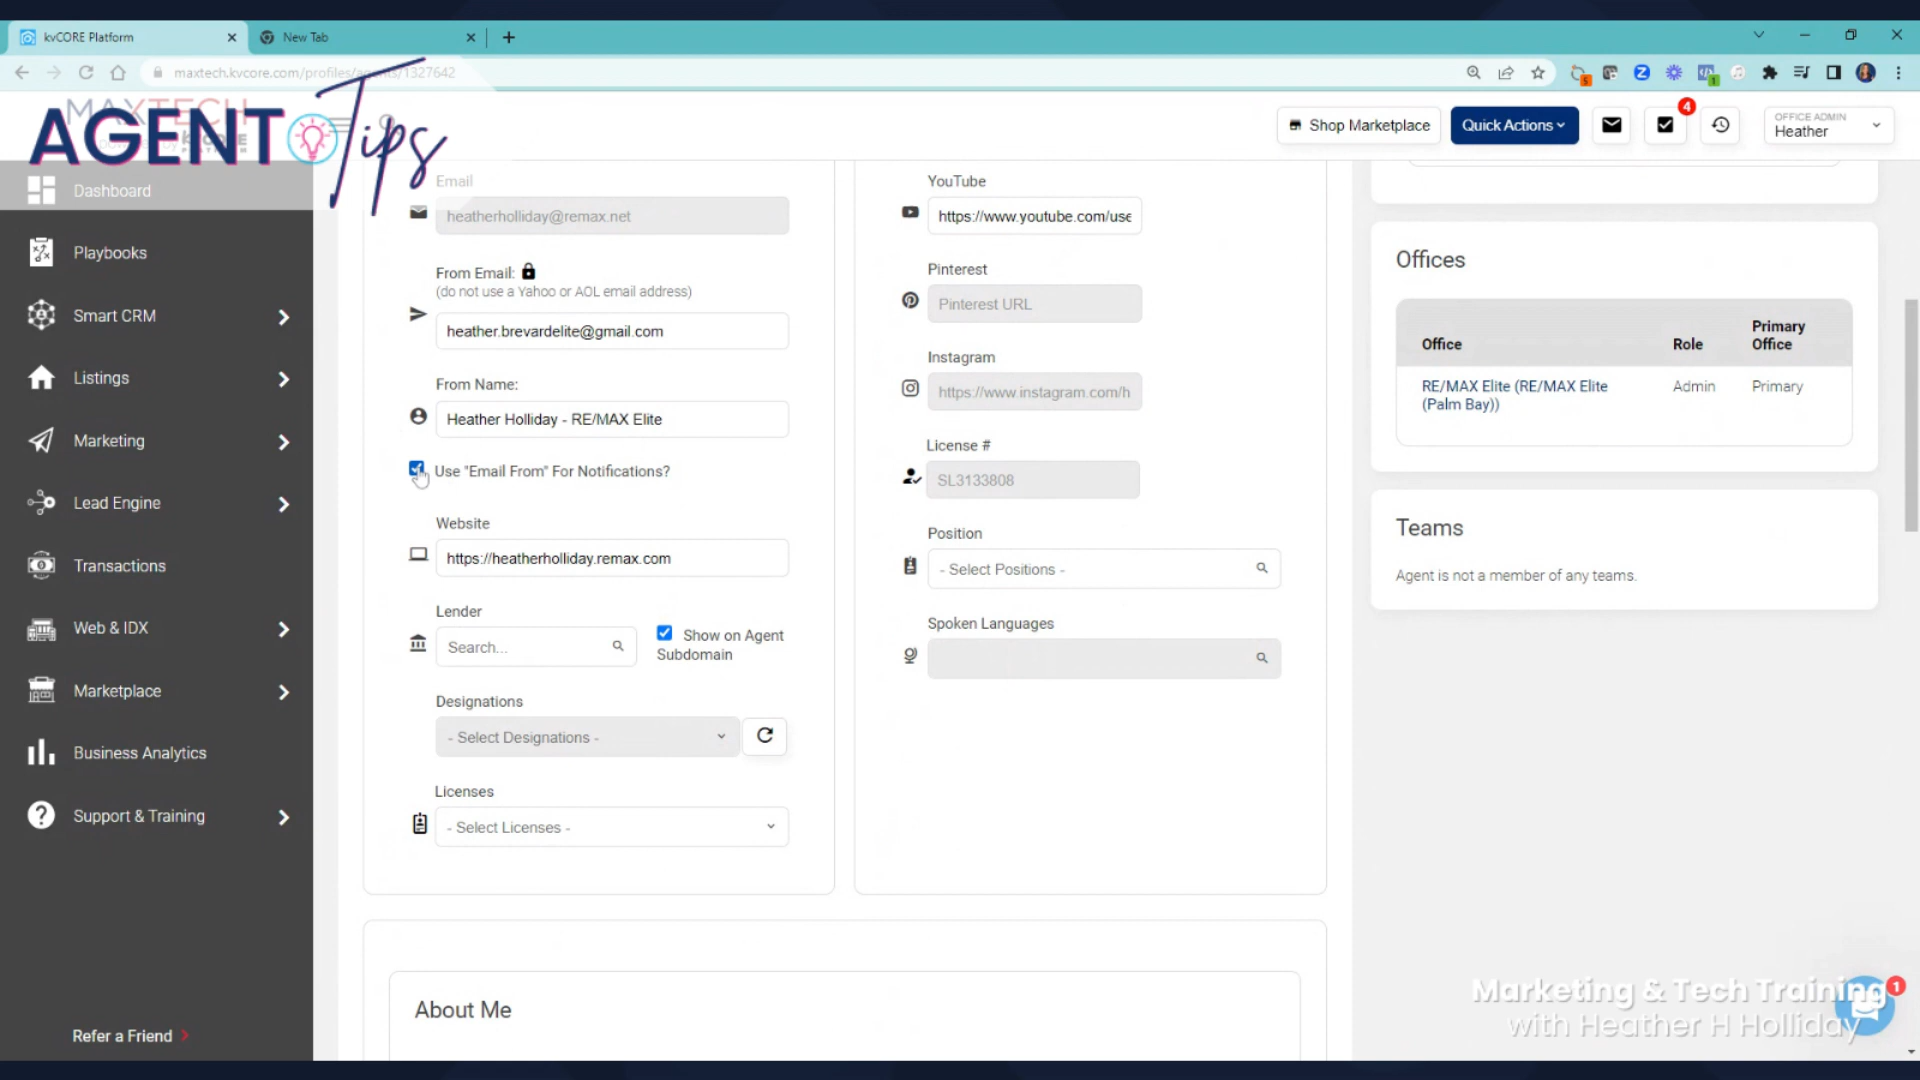 kvCORE Platform
New Tab
maxtech.kvcore.com/profiles/agents/1327642
MAXTECH
AGENT Tips
Shop Marketplace
Quick Actions
4
OFFICE ADMIN
Heather
Dashboard
Playbooks
Smart CRM
Listings
Marketing
Lead Engine
Transactions
Web & IDX
Marketplace
Business Analytics
Support & Training
Refer a Friend
Email
heatherholliday@remax.net
From Email:
(do not use a Yahoo or AOL email address)
heather.brevardelite@gmail.com
From Name:
Heather Holliday - RE/MAX Elite
Use "Email From" For Notifications?
Website
https://heatherholliday.remax.com
Lender
Search...
Show on Agent
Subdomain
Designations
- Select Designations -
Licenses
- Select Licenses -
YouTube
https://www.youtube.com/use
Pinterest
Pinterest URL
Instagram
https://www.instagram.com/h
License #
SL3133808
Position
- Select Positions -
Spoken Languages
Offices
Office
Role
Primary
Office
RE/MAX Elite (RE/MAX Elite
(Palm Bay))
Admin
Primary
Teams
Agent is not a member of any teams.
About Me
Marketing & Tech Training
with Heather H Holliday
1